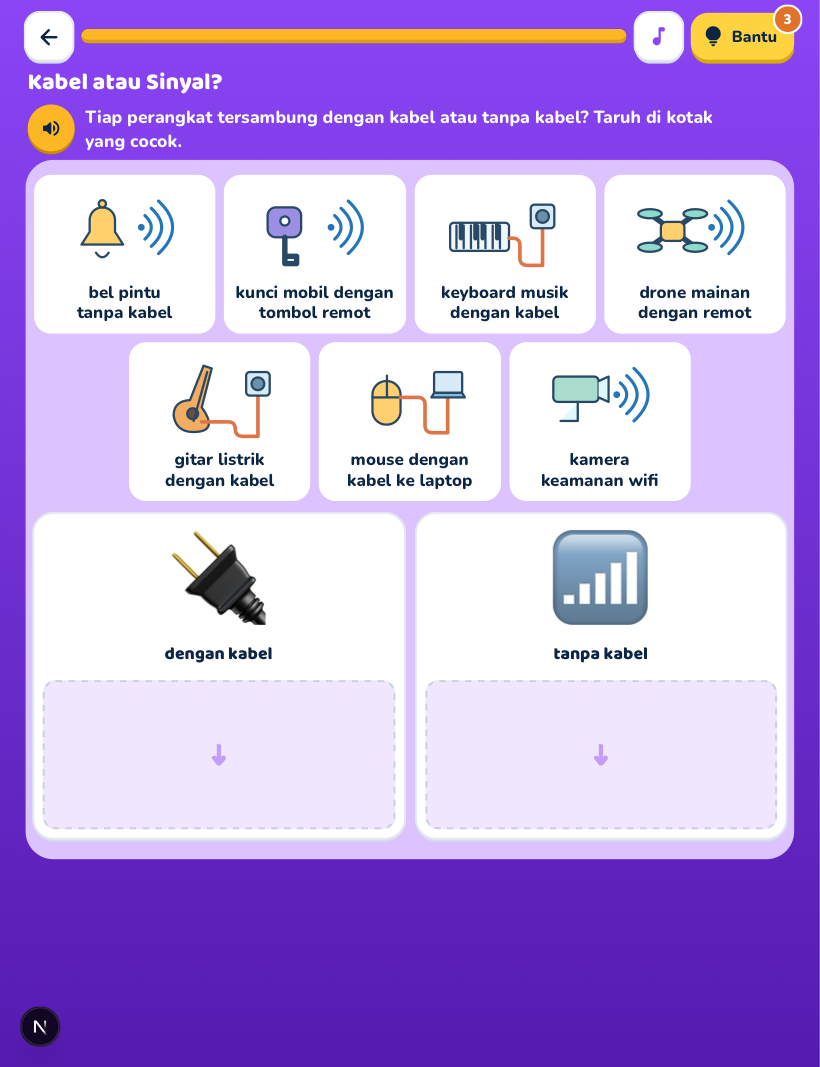 3
Bantu
Kabel atau Sinyal?
Tiap perangkat tersambung dengan kabel atau tanpa kabel? Taruh di kotak
yang cocok.
bel pintu
tanpa kabel
kunci mobil dengan
tombol remot
keyboard musik
dengan kabel
drone mainan
dengan remot
gitar listrik
dengan kabel
mouse dengan
kabel ke laptop
kamera
keamanan wifi
dengan kabel
tanpa kabel
N